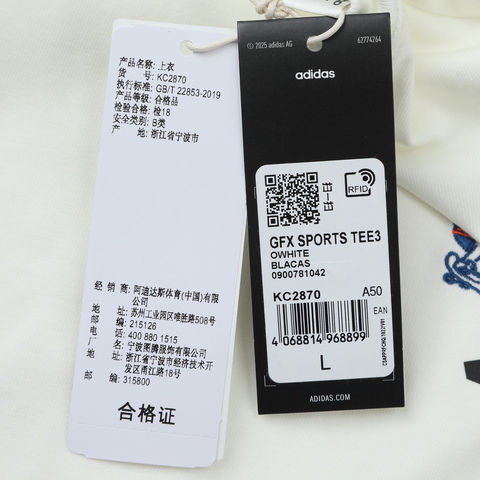 产品名称: 上衣
货 号: KC2870
执行标准: GB/T 22853-2019
产品等级: 合格品
检验合格: 检18
安全类别: B类
产 地: 浙江省宁波市
经 销 商: 阿迪达斯体育(中国)有限公司
地 址: 苏州工业园区唯胜路508号
邮 编: 215126
电 话: 400 880 1515
厂 名: 宁波图腾服饰有限公司
地 址: 浙江省宁波市经济技术开发区甬江路18号
邮 编: 315800
合格证
© 2025 adidas AG
62774264
adidas
RFID
GFX SPORTS TEE3
OWHITE
BLACAS
0900781042
KC2870
A50
EAN
4 068814 968899
L
ADIDAS.COM